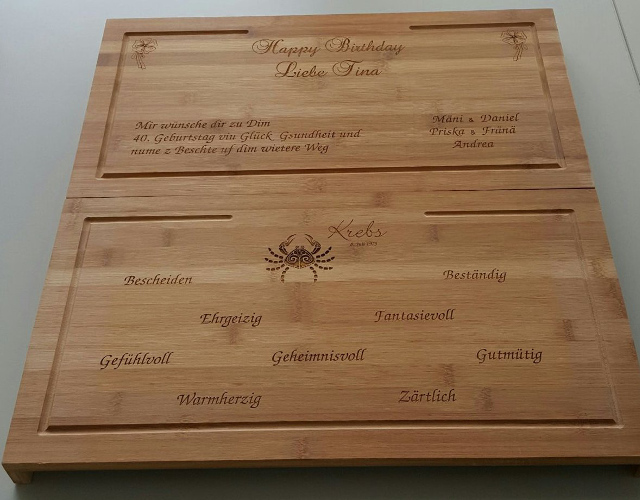 Happy Birthday
Liebe Tina
Mir wünsche dir zu Dim
40. Geburtstag viu Glück Gsundheit und
nume z Beschte uf dim wietere Weg
Mäni & Daniel
Priska & Fränä
Andrea
Krebs
Bescheiden
Beständig
Ehrgeizig
Fantasievoll
Gefühlvoll
Geheimnisvoll
Gutmütig
Warmherzig
Zärtlich